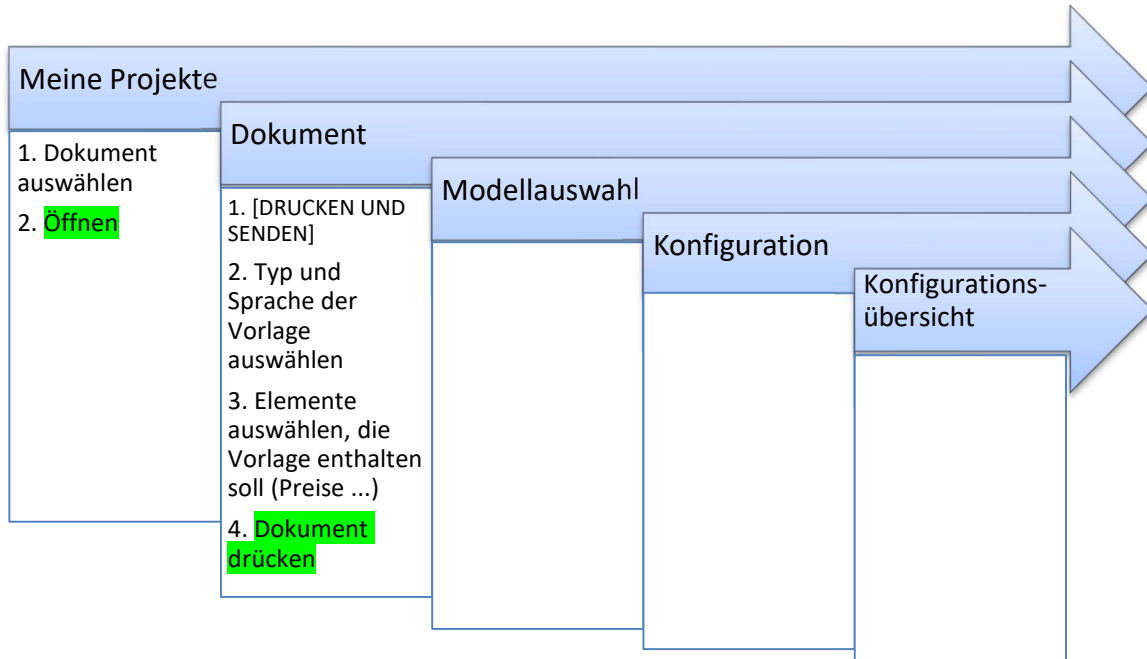 Meine Projekte
1. Dokument
auswählen
2. Öffnen
Dokument
1. [DRUCKEN UND
SENDEN]
2. Typ und
Sprache der
Vorlage
auswählen
3. Elemente
auswählen, die
Vorlage enthalten
soll (Preise ...)
4. Dokument
drücken
Modellauswahl
Konfiguration
Konfigurations-
übersicht